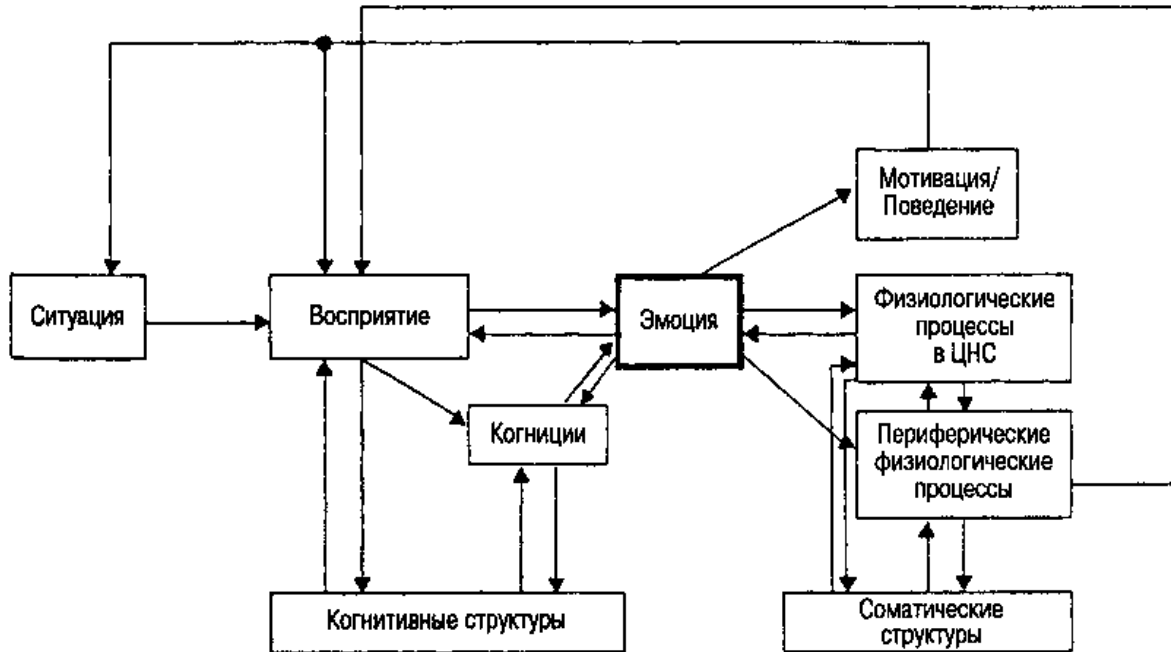 Мотивация/
Поведение
Ситуация
Восприятие
Эмоция
Физиологические
процессы
в ЦНС
Когниции
Периферические
физиологические
процессы
Когнитивные структуры
Соматические
структуры